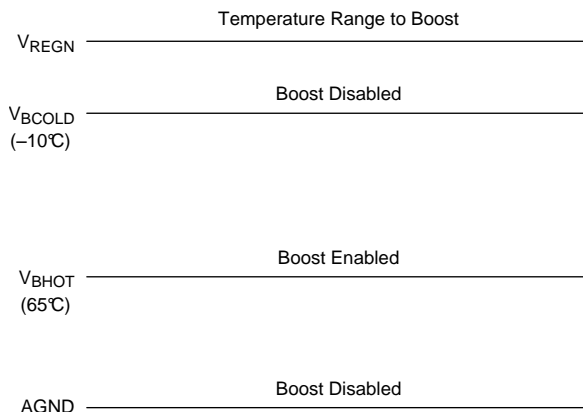 Temperature Range to Boost
VREGN
Boost Disabled
VBCOLD
(–10°C)
Boost Enabled
VBHOT
(65°C)
Boost Disabled
AGND